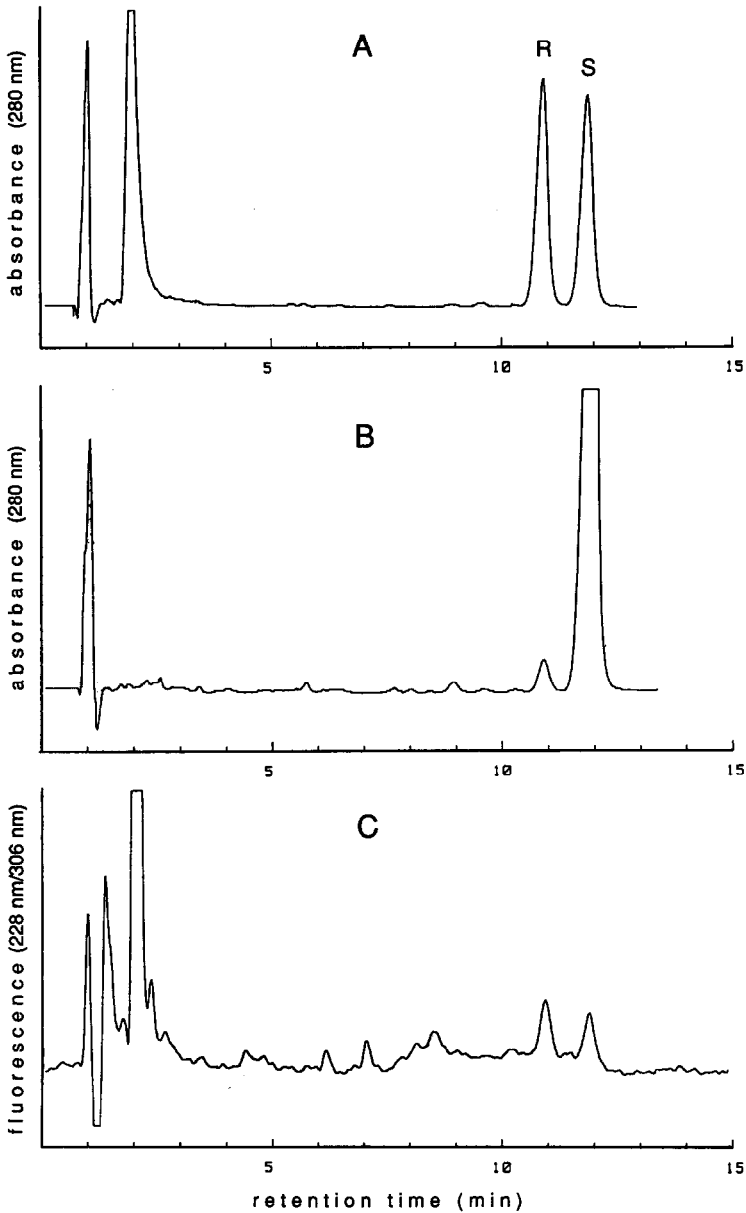 A
R
S
absorbance (280 nm)
5
10
15
B
absorbance (280 nm)
5
10
15
C
fluorescence (228 nm/306 nm)
5
10
15
retention time (min)